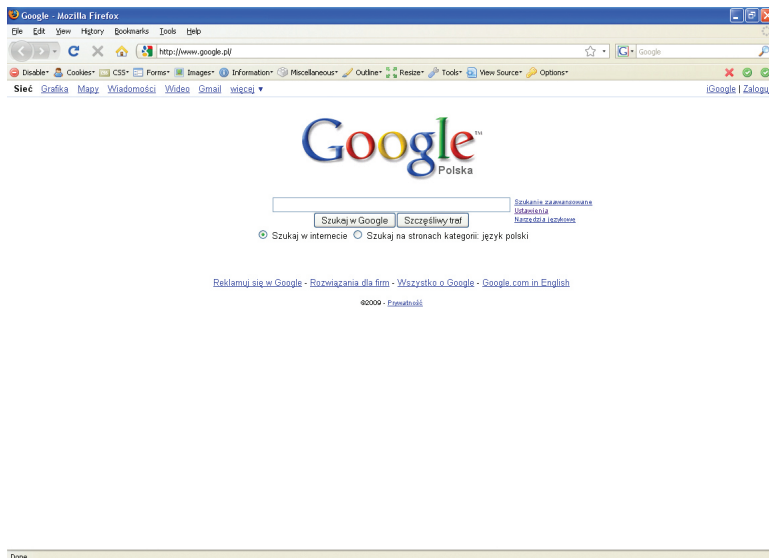 Google - Mozilla Firefox
File Edit View History Bookmarks Tools Help
http://www.google.pl/ G Google
Disable Cookies CSS Forms Images Information Miscellaneous Outline Resize Tools View Source Options
Sieć Grafika Mapy Wiadomości Wideo Gmail więcej ▼ iGoogle | Zaloguj
Google™
Polska
Szukanie zaawansowane
Ustawienia
Szukaj w Google Szczęśliwy traf Narzędzia językowe
Szukaj w internecie Szukaj na stronach kategorii: język polski
Reklamuj się w Google - Rozwiązania dla firm - Wszystko o Google - Google.com in English
©2009 - Prywatność
Done